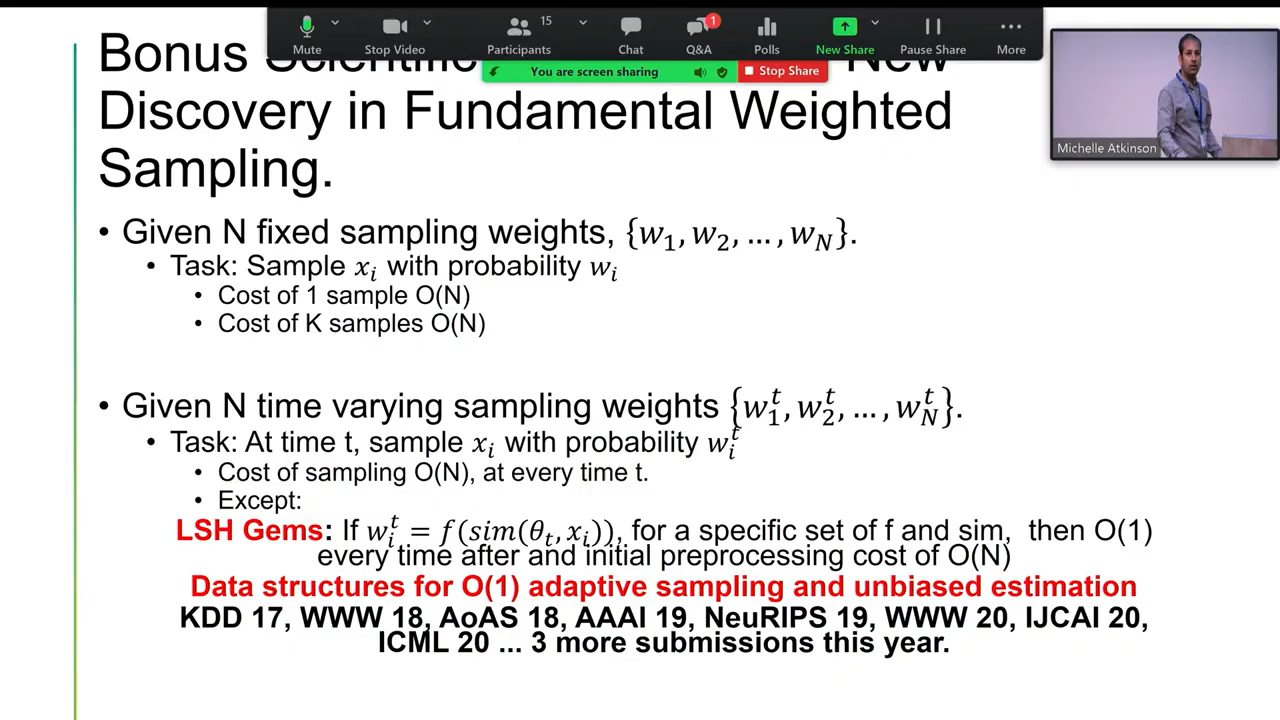 15
1
Mute
Stop Video
Participants
Chat
Q&A
Polls
New Share
Pause Share
More
You are screen sharing
Stop Share
Michelle Atkinson
Bonus New
Discovery in Fundamental Weighted
Sampling.
• Given N fixed sampling weights, {w₁, w₂, … , w_N}.
• Task: Sample xᵢ with probability wᵢ
• Cost of 1 sample O(N)
• Cost of K samples O(N)
• Given N time varying sampling weights {w₁ᵗ, w₂ᵗ, … , w_Nᵗ}.
• Task: At time t, sample xᵢ with probability wᵢᵗ
• Cost of sampling O(N), at every time t.
• Except:
LSH Gems: If wᵢᵗ = f(sim(θₜ, xᵢ)), for a specific set of f and sim, then O(1)
every time after and initial preprocessing cost of O(N)
Data structures for O(1) adaptive sampling and unbiased estimation
KDD 17, WWW 18, AoAS 18, AAAI 19, NeuRIPS 19, WWW 20, IJCAI 20,
ICML 20 ... 3 more submissions this year.